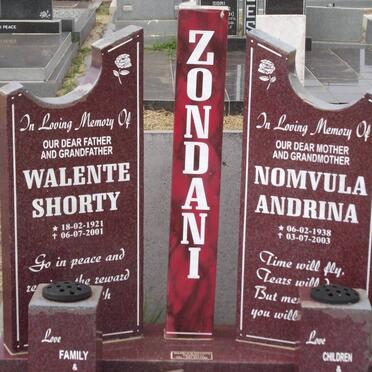 PEACE
In Loving Memory Of
OUR DEAR FATHER
AND GRANDFATHER
WALENTE
SHORTY
★ 18-02-1921
✝ 06-07-2001
Go in peace and
the reward
Love
FAMILY
&
ZONDANI
In Loving Memory Of
OUR DEAR MOTHER
AND GRANDMOTHER
NOMVULA
ANDRINA
★ 06-02-1938
✝ 03-07-2003
Time will fly.
Tears will
But me
you will
Love
CHILDREN
&